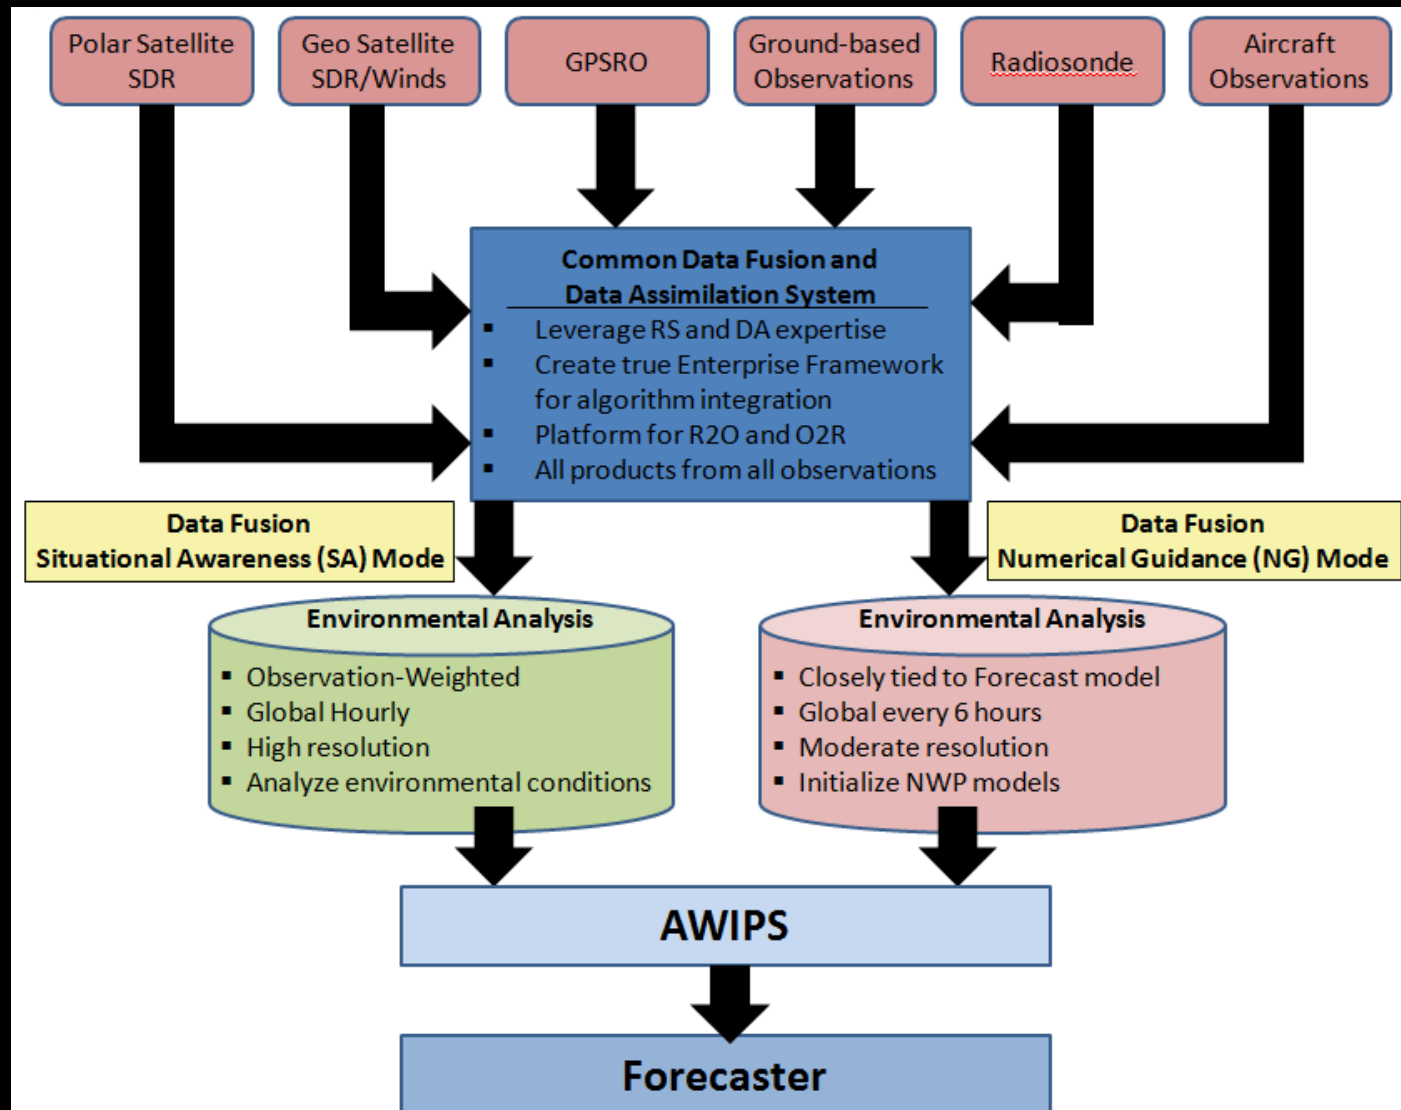 Polar Satellite
SDR
Geo Satellite
SDR/Winds
GPSRO
Ground-based
Observations
Radiosonde
Aircraft
Observations
Common Data Fusion and
Data Assimilation System
▪ Leverage RS and DA expertise
▪ Create true Enterprise Framework
for algorithm integration
▪ Platform for R2O and O2R
▪ All products from all observations
Data Fusion
Situational Awareness (SA) Mode
Data Fusion
Numerical Guidance (NG) Mode
Environmental Analysis
▪ Observation-Weighted
▪ Global Hourly
▪ High resolution
▪ Analyze environmental conditions
Environmental Analysis
▪ Closely tied to Forecast model
▪ Global every 6 hours
▪ Moderate resolution
▪ Initialize NWP models
AWIPS
Forecaster